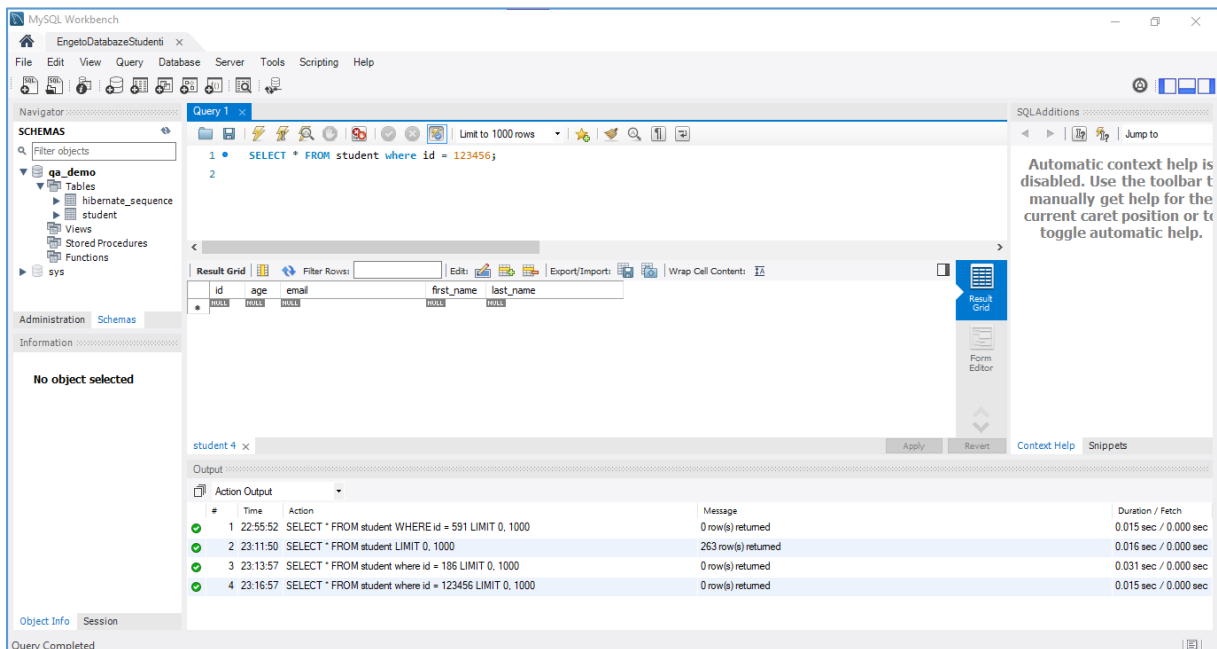 MySQL Workbench
EngetoDatabazeStudenti
File Edit View Query Database Server Tools Scripting Help
Navigator
SCHEMAS
Filter objects
qa_demo
Tables
hibernate_sequence
student
Views
Stored Procedures
Functions
sys
Administration Schemas
Information
No object selected
Object Info Session
Query 1
Limit to 1000 rows
1 SELECT * FROM student where id = 123456;
2
Result Grid Filter Rows: Edit: Export/Import: Wrap Cell Content:
id age email first_name last_name
NULL NULL NULL NULL NULL
Result
Grid
Form
Editor
student 4 Apply Revert
SQLAdditions
Jump to
Automatic context help is
disabled. Use the toolbar t
manually get help for the
current caret position or to
toggle automatic help.
Context Help Snippets
Output
Action Output
# Time Action Message Duration / Fetch
1 22:55:52 SELECT * FROM student WHERE id = 591 LIMIT 0, 1000 0 row(s) returned 0.015 sec / 0.000 sec
2 23:11:50 SELECT * FROM student LIMIT 0, 1000 263 row(s) returned 0.016 sec / 0.000 sec
3 23:13:57 SELECT * FROM student where id = 186 LIMIT 0, 1000 0 row(s) returned 0.031 sec / 0.000 sec
4 23:16:57 SELECT * FROM student where id = 123456 LIMIT 0, 1000 0 row(s) returned 0.015 sec / 0.000 sec
Query Completed